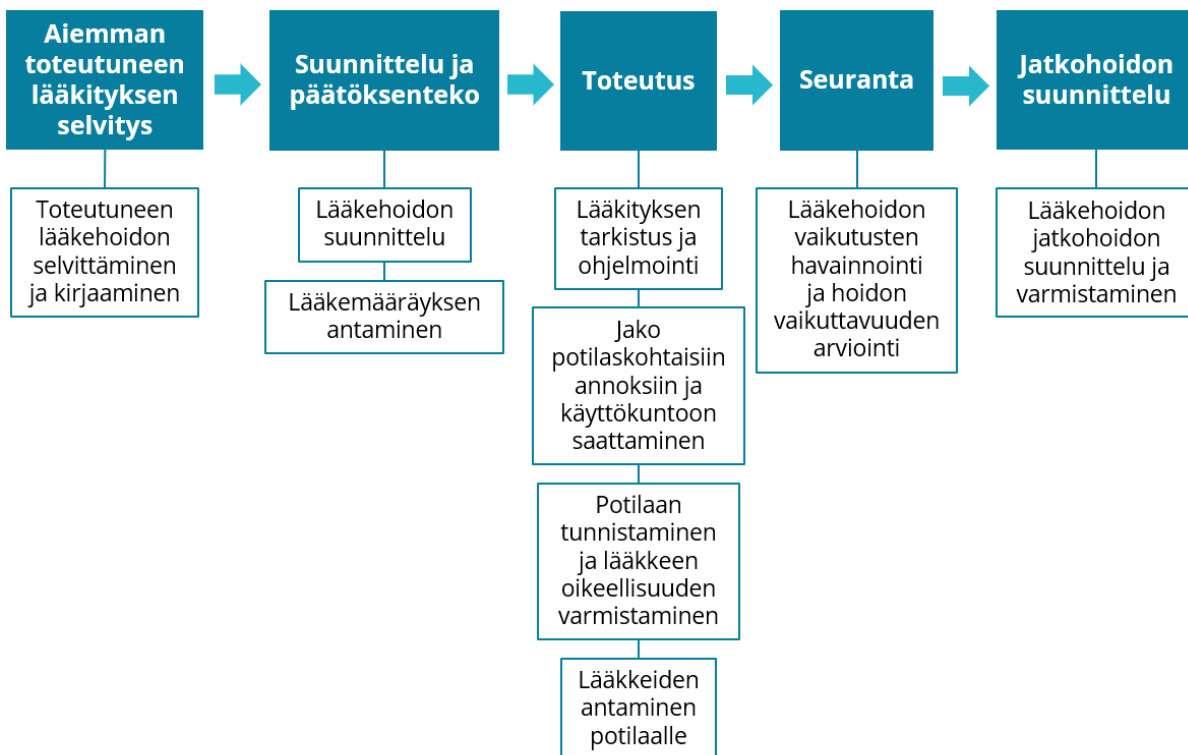 Aiemman
toteutuneen
lääkityksen
selvitys
Suunnittelu ja
päätöksenteko
Toteutus
Seuranta
Jatkohoidon
suunnittelu
Toteutuneen
lääkehoidon
selvittäminen
ja kirjaaminen
Lääkehoidon
suunnittelu
Lääkemääräyksen
antaminen
Lääkityksen
tarkistus ja
ohjelmointi
Jako
potilaskohtaisiin
annoksiin ja
käyttökuntoon
saattaminen
Potilaan
tunnistaminen
ja lääkkeen
oikeellisuuden
varmistaminen
Lääkkeiden
antaminen
potilaalle
Lääkehoidon
vaikutusten
havainnointi
ja hoidon
vaikuttavuuden
arviointi
Lääkehoidon
jatkohoidon
suunnittelu ja
varmistaminen